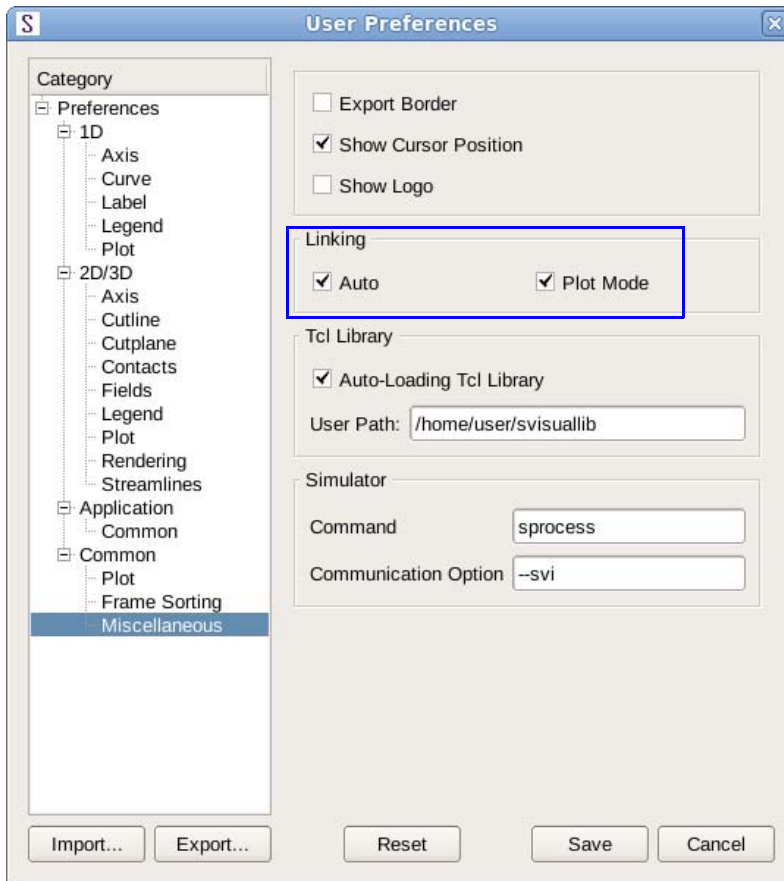 S
User Preferences
Category
Preferences
1D
Axis
Curve
Label
Legend
Plot
2D/3D
Axis
Cutline
Cutplane
Contacts
Fields
Legend
Plot
Rendering
Streamlines
Application
Common
Common
Plot
Frame Sorting
Miscellaneous
Export Border
Show Cursor Position
Show Logo
Linking
Auto
Plot Mode
Tcl Library
Auto-Loading Tcl Library
User Path: /home/user/svisuallib
Simulator
Command sprocess
Communication Option --svi
Import...
Export...
Reset
Save
Cancel